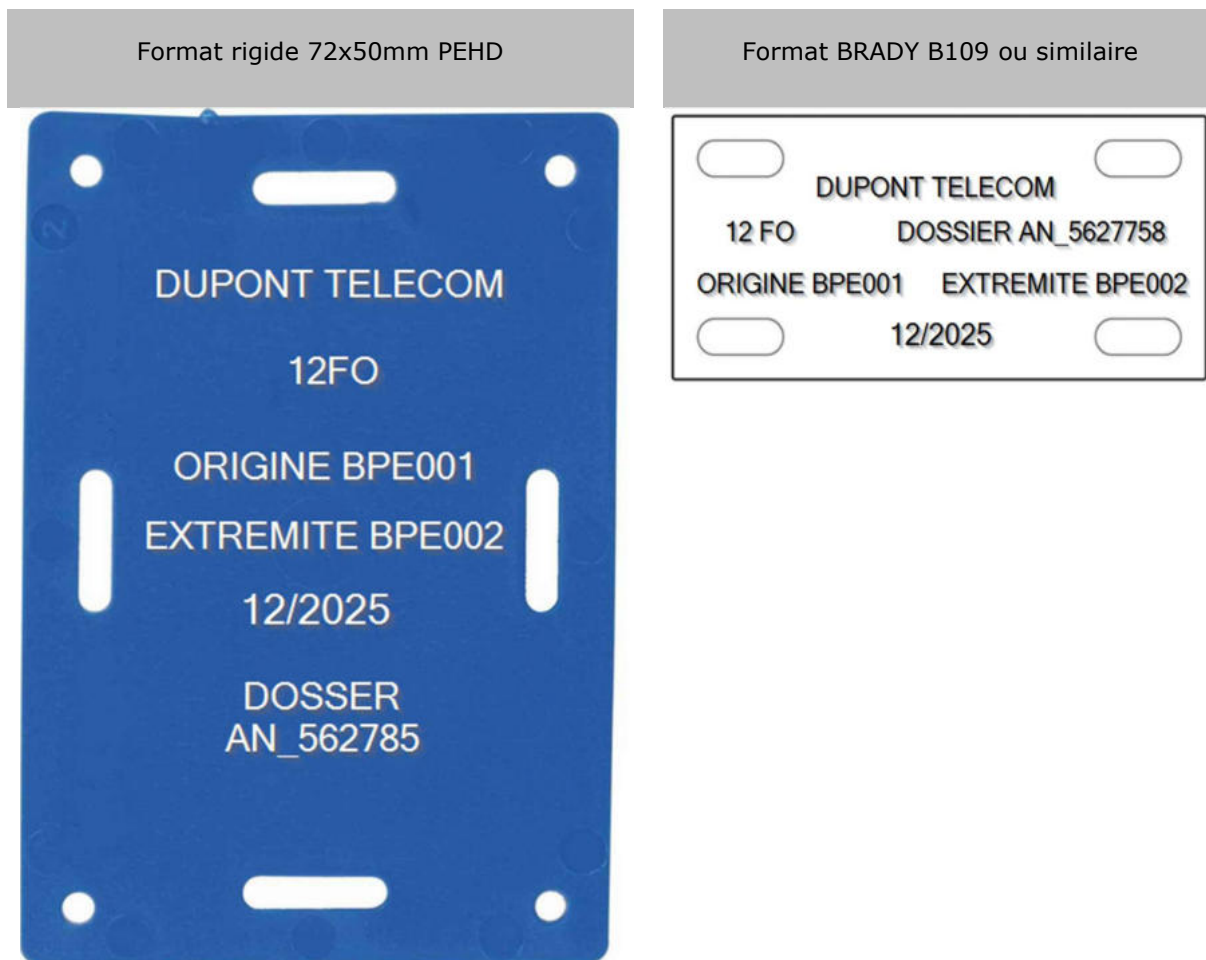 Format rigide 72x50mm PEHD
DUPONT TELECOM
12FO
ORIGINE BPE001
EXTREMITE BPE002
12/2025
DOSSER
AN_562785
2
Format BRADY B109 ou similaire
DUPONT TELECOM
12 FO DOSSIER AN_5627758
ORIGINE BPE001 EXTREMITE BPE002
12/2025